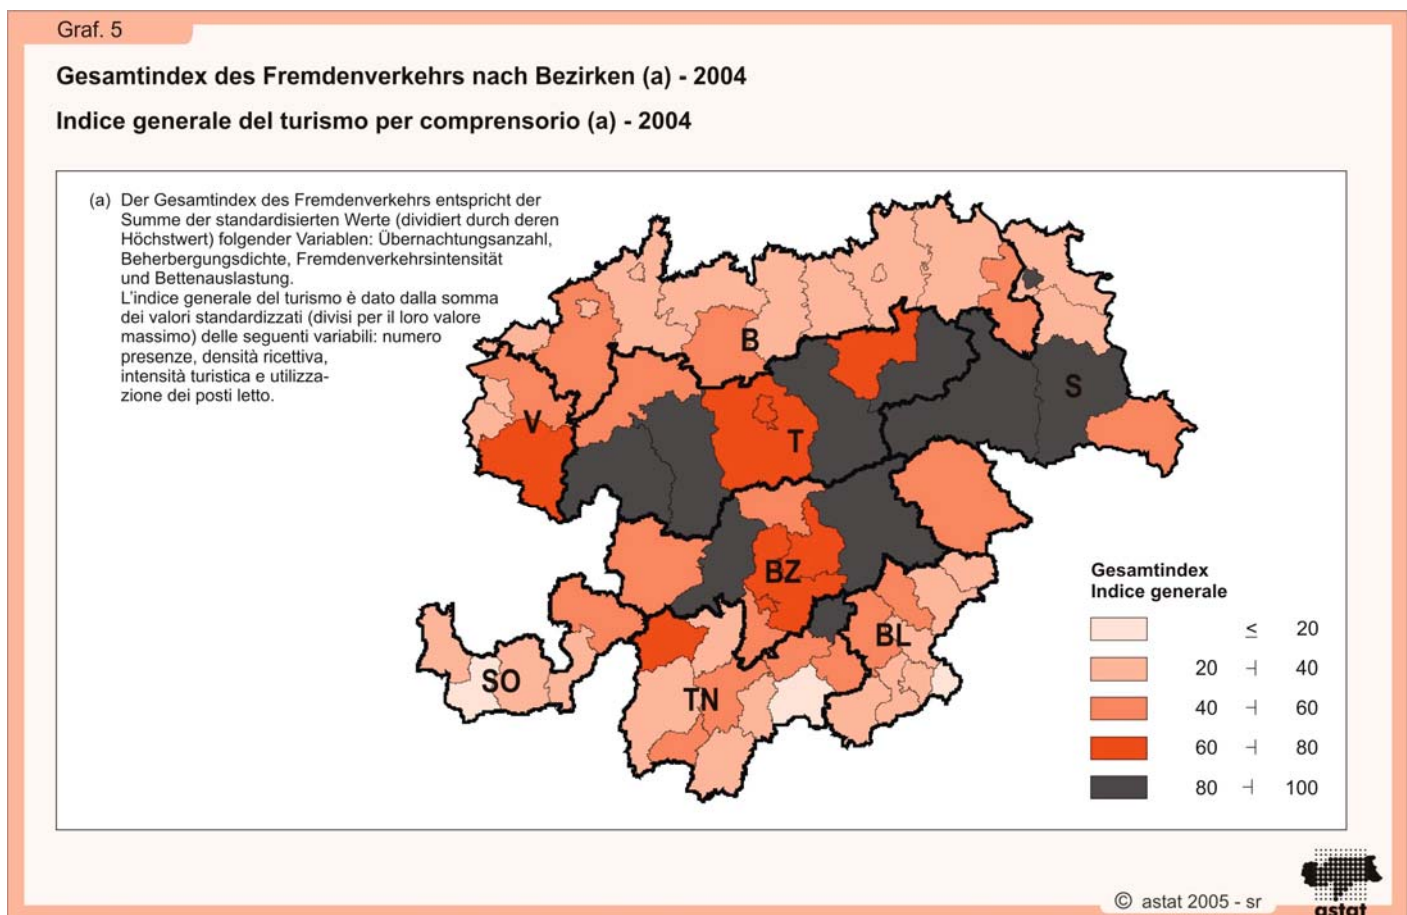 Graf. 5
Gesamtindex des Fremdenverkehrs nach Bezirken (a) - 2004
Indice generale del turismo per comprensorio (a) - 2004
(a) Der Gesamtindex des Fremdenverkehrs entspricht der
Summe der standardisierten Werte (dividiert durch deren
Höchstwert) folgender Variablen: Übernachtungsanzahl,
Beherbergungsdichte, Fremdenverkehrsintensität
und Bettenauslastung.
L'indice generale del turismo è dato dalla somma
dei valori standardizzati (divisi per il loro valore
massimo) delle seguenti variabili: numero
presenze, densità ricettiva,
intensità turistica e utilizza-
zione dei posti letto.
B
S
V
T
BZ
BL
SO
TN
Gesamtindex
Indice generale
≤ 20
20 ⊣ 40
40 ⊣ 60
60 ⊣ 80
80 ⊣ 100
© astat 2005 - sr
astat